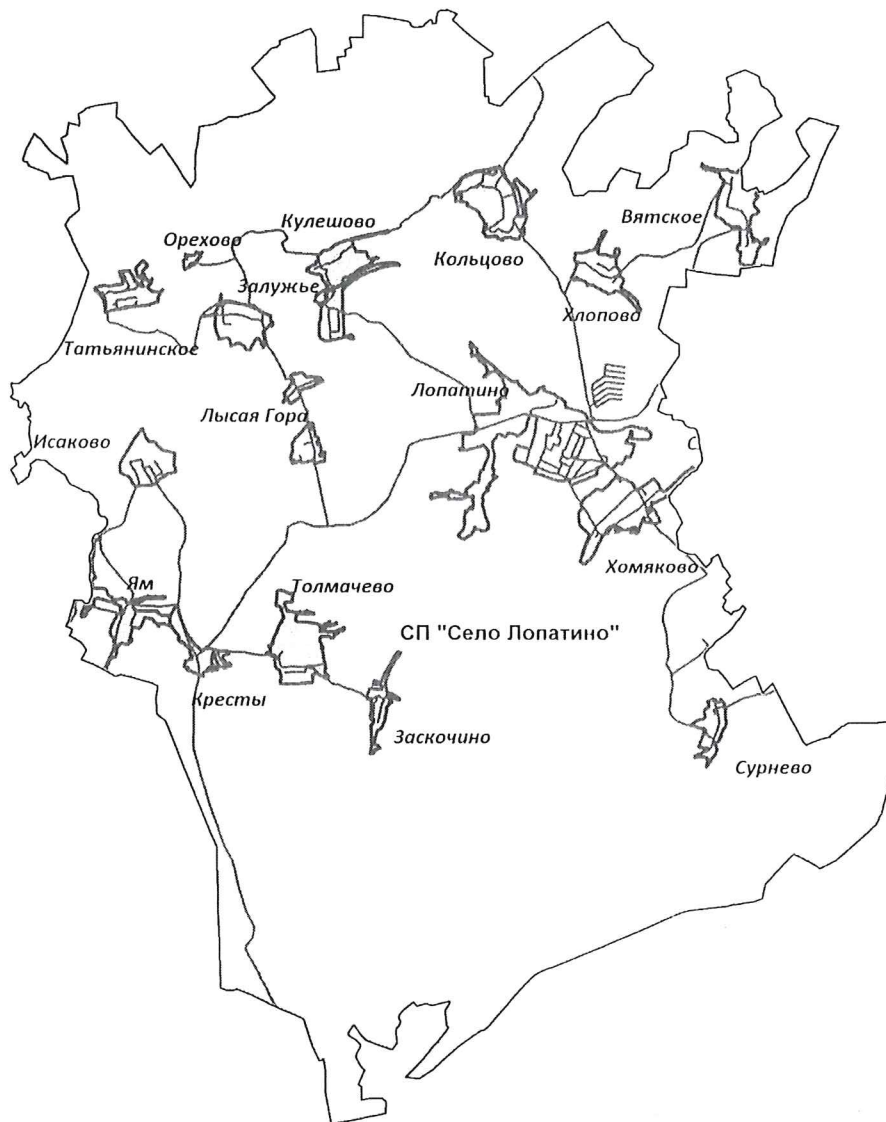 Вятское
Кулешово
Орехово
Кольцово
Залужье
Хлопово
Татьянинское
Лопатино
Лысая Гора
Исаково
С
Хомяково
Ям
Толмачево
СП "Село Лопатино"
Кресты
Заскочино
Сурнево